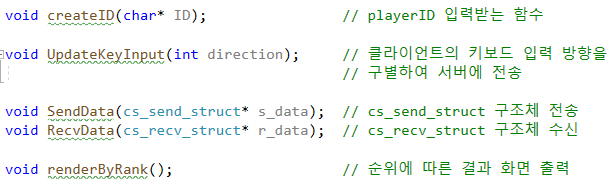 void createID(char* ID); // playerID 입력받는 함수
void UpdateKeyInput(int direction); // 클라이언트의 키보드 입력 방향을
// 구별하여 서버에 전송
void SendData(cs_send_struct* s_data); // cs_send_struct 구조체 전송
void RecvData(cs_recv_struct* r_data); // cs_recv_struct 구조체 수신
void renderByRank(); // 순위에 따른 결과 화면 출력